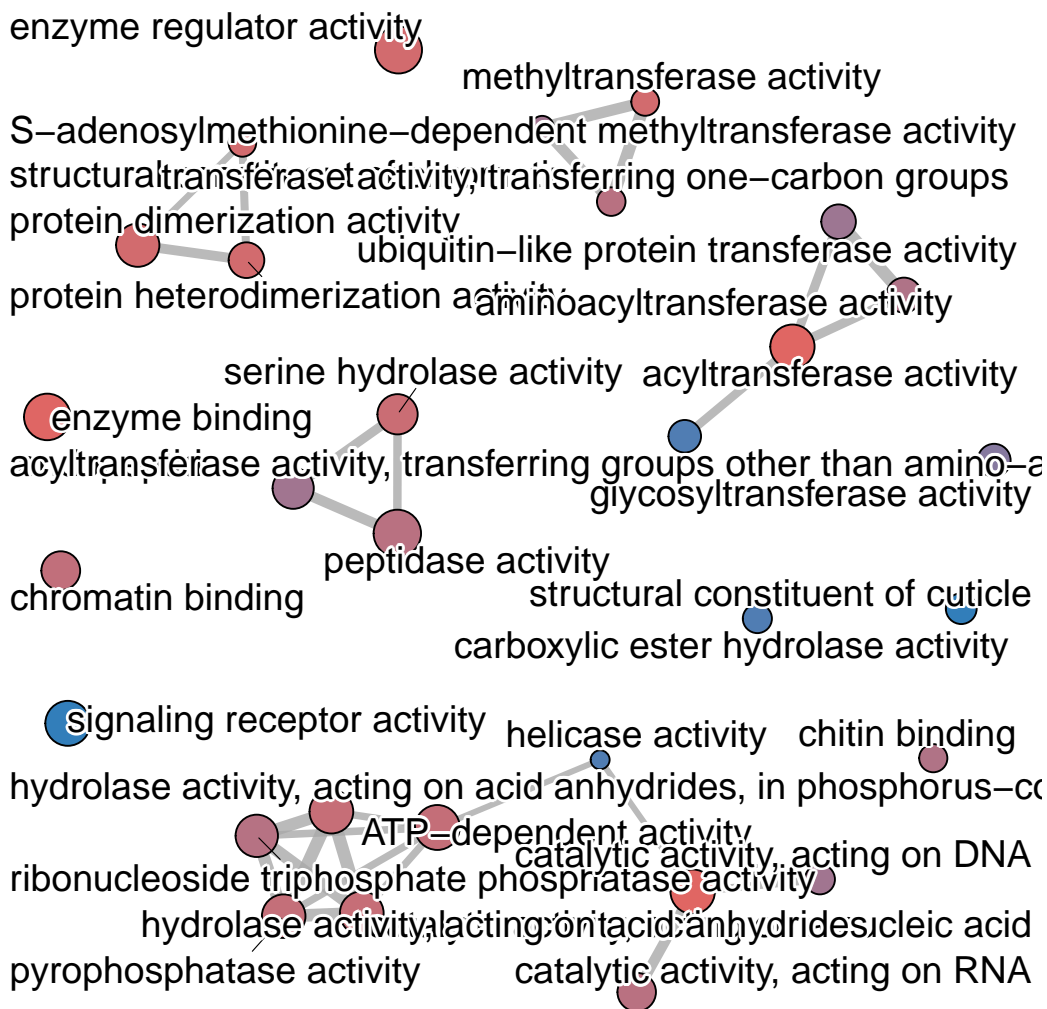 enzyme regulator activity
methyltransferase activity
S−adenosylmethionine−dependent methyltransferase activity
structural
transferase activity, transferring one−carbon groups
protein dimerization activity
ubiquitin−like protein transferase activity
protein heterodimerization activity
aminoacyltransferase activity
serine hydrolase activity
acyltransferase activity
enzyme binding
acyltransferase activity, transferring groups other than amino−a
glycosyltransferase activity
peptidase activity
structural constituent of cuticle
chromatin binding
carboxylic ester hydrolase activity
signaling receptor activity
helicase activity
chitin binding
hydrolase activity, acting on acid anhydrides, in phosphorus−co
ATP−dependent activity
catalytic activity, acting on DNA
ribonucleoside triphosphate phosphatase activity
hydrolase activity, acting on acid anhydrides
nucleic acid
pyrophosphatase activity
catalytic activity, acting on RNA